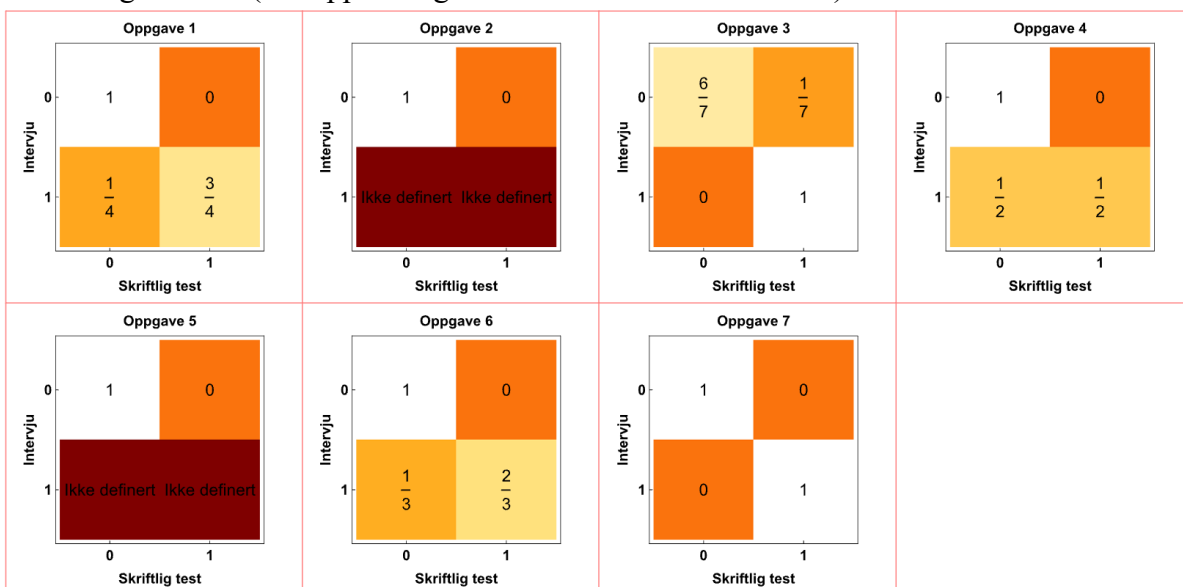 Oppgave 1
Intervju
0
1
1 0
1/4 3/4
0 1
Skriftlig test
Oppgave 2
Intervju
0
1
1 0
Ikke definert Ikke definert
0 1
Skriftlig test
Oppgave 3
Intervju
0
1
6/7 1/7
0 1
0 1
Skriftlig test
Oppgave 4
Intervju
0
1
1 0
1/2 1/2
0 1
Skriftlig test
Oppgave 5
Intervju
0
1
1 0
Ikke definert Ikke definert
0 1
Skriftlig test
Oppgave 6
Intervju
0
1
1 0
1/3 2/3
0 1
Skriftlig test
Oppgave 7
Intervju
0
1
1 0
0 1
0 1
Skriftlig test